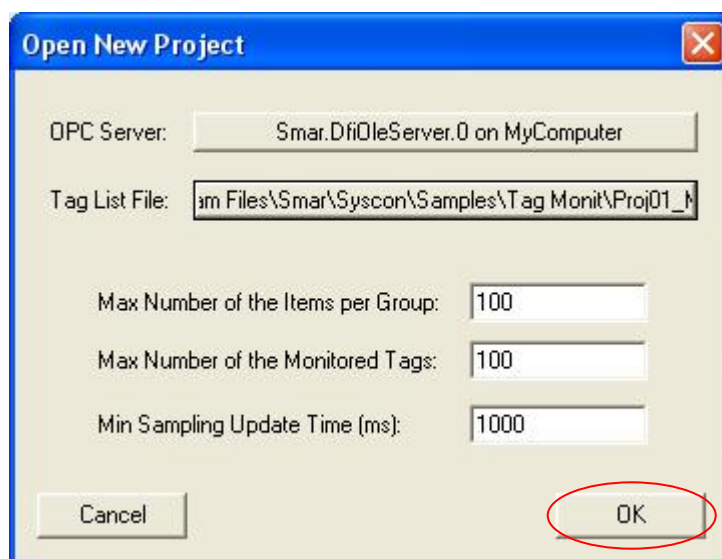 Open New Project
OPC Server: Smar.DfiOleServer.0 on MyComputer
Tag List File: am Files\Smar\Syscon\Samples\Tag Monit\Proj01_
Max Number of the Items per Group: 100
Max Number of the Monitored Tags: 100
Min Sampling Update Time (ms): 1000
Cancel OK